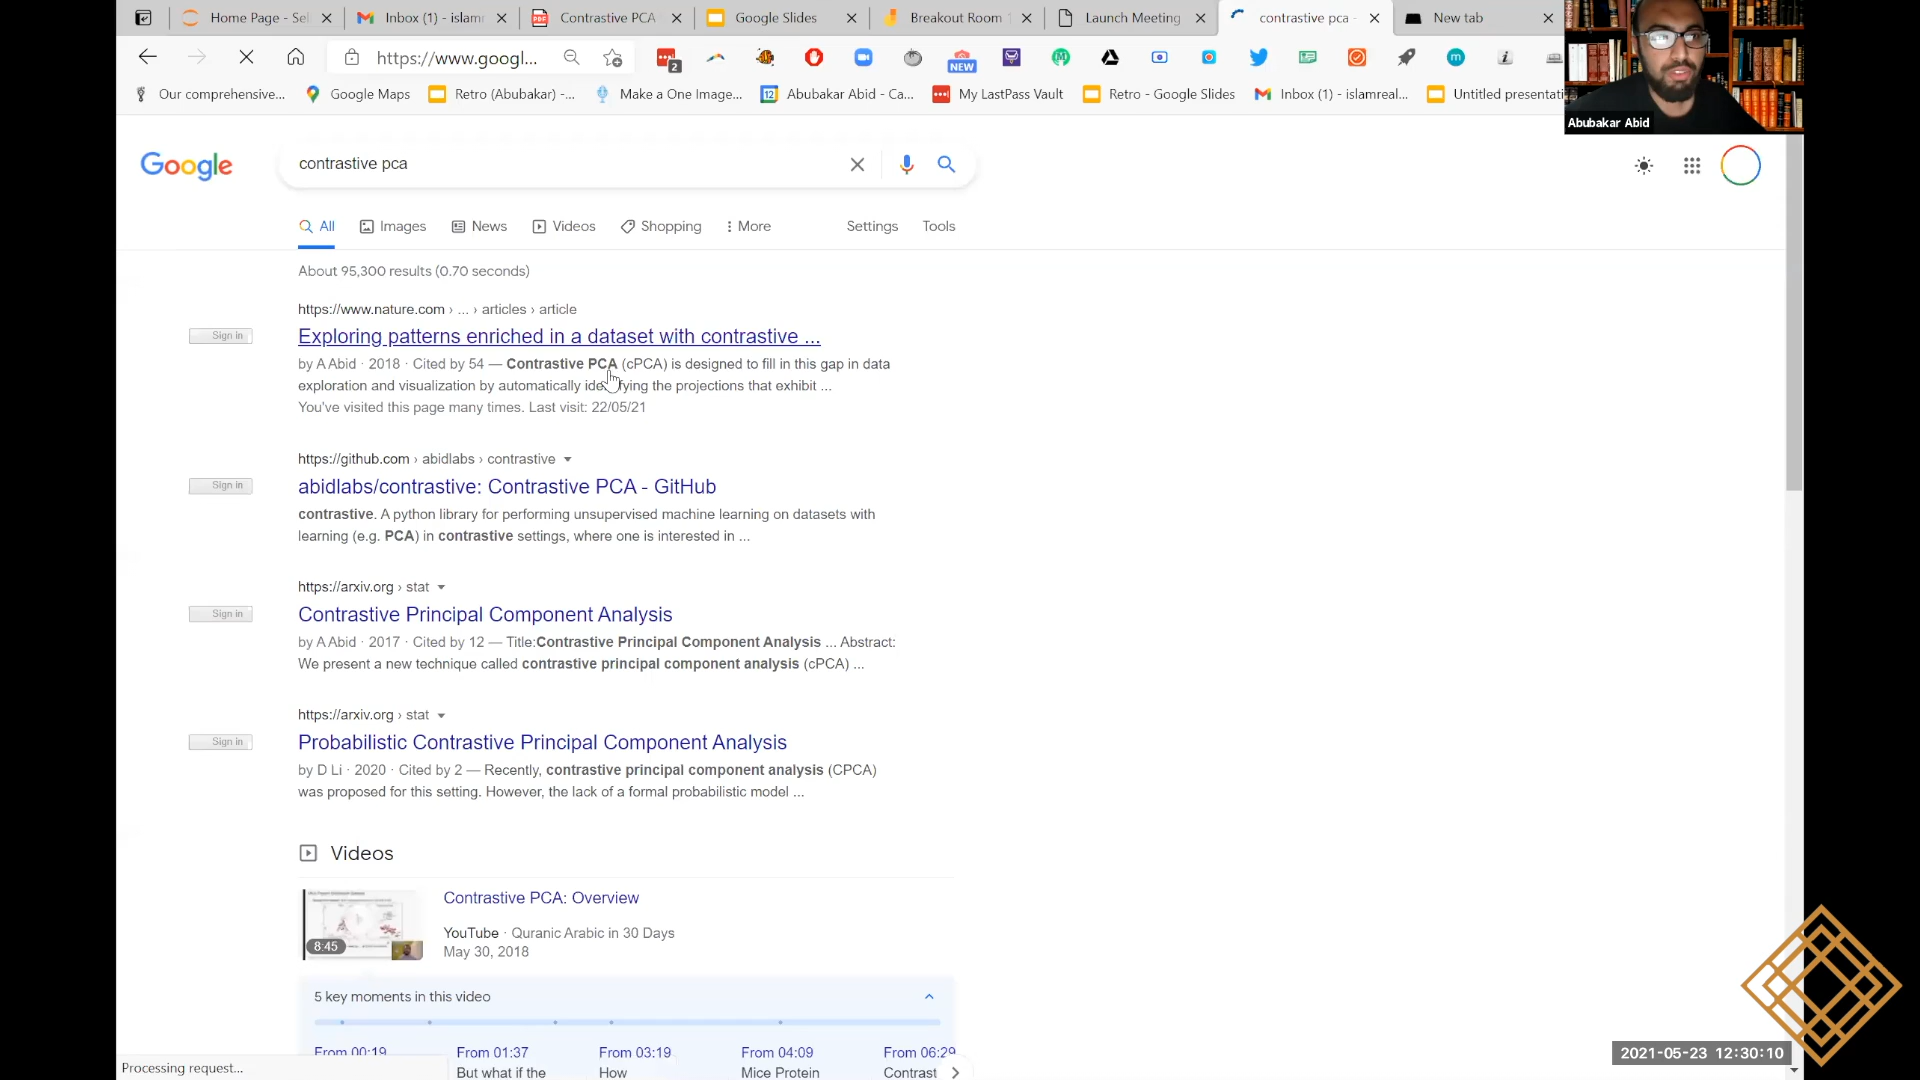 Home Page - Sel
Inbox (1) - islamr
Contrastive PCA
Google Slides
Breakout Room
Launch Meeting
contrastive pca -
New tab
https://www.googl...
2
NEW
Our comprehensive...
Google Maps
Retro (Abubakar) -...
Make a One Image...
12
Abubakar Abid - Ca...
My LastPass Vault
Retro - Google Slides
Inbox (1) - islamreal...
Untitled presentati
Abubakar Abid
Google
contrastive pca
All
Images
News
Videos
Shopping
More
Settings
Tools
About 95,300 results (0.70 seconds)
https://www.nature.com › ... › articles › article
Sign in
Exploring patterns enriched in a dataset with contrastive ...
by A Abid · 2018 · Cited by 54 — Contrastive PCA (cPCA) is designed to fill in this gap in data
exploration and visualization by automatically identifying the projections that exhibit ...
You've visited this page many times. Last visit: 22/05/21
https://github.com › abidlabs › contrastive
Sign in
abidlabs/contrastive: Contrastive PCA - GitHub
contrastive. A python library for performing unsupervised machine learning on datasets with
learning (e.g. PCA) in contrastive settings, where one is interested in ...
https://arxiv.org › stat
Sign in
Contrastive Principal Component Analysis
by A Abid · 2017 · Cited by 12 — Title:Contrastive Principal Component Analysis ... Abstract:
We present a new technique called contrastive principal component analysis (cPCA) ...
https://arxiv.org › stat
Sign in
Probabilistic Contrastive Principal Component Analysis
by D Li · 2020 · Cited by 2 — Recently, contrastive principal component analysis (CPCA)
was proposed for this setting. However, the lack of a formal probabilistic model ...
Videos
8:45
Contrastive PCA: Overview
YouTube · Quranic Arabic in 30 Days
May 30, 2018
5 key moments in this video
From 00:19
From 01:37
From 03:19
From 04:09
From 06:29
But what if the
How
Mice Protein
Contrast
Processing request...
2021-05-23 12:30:10